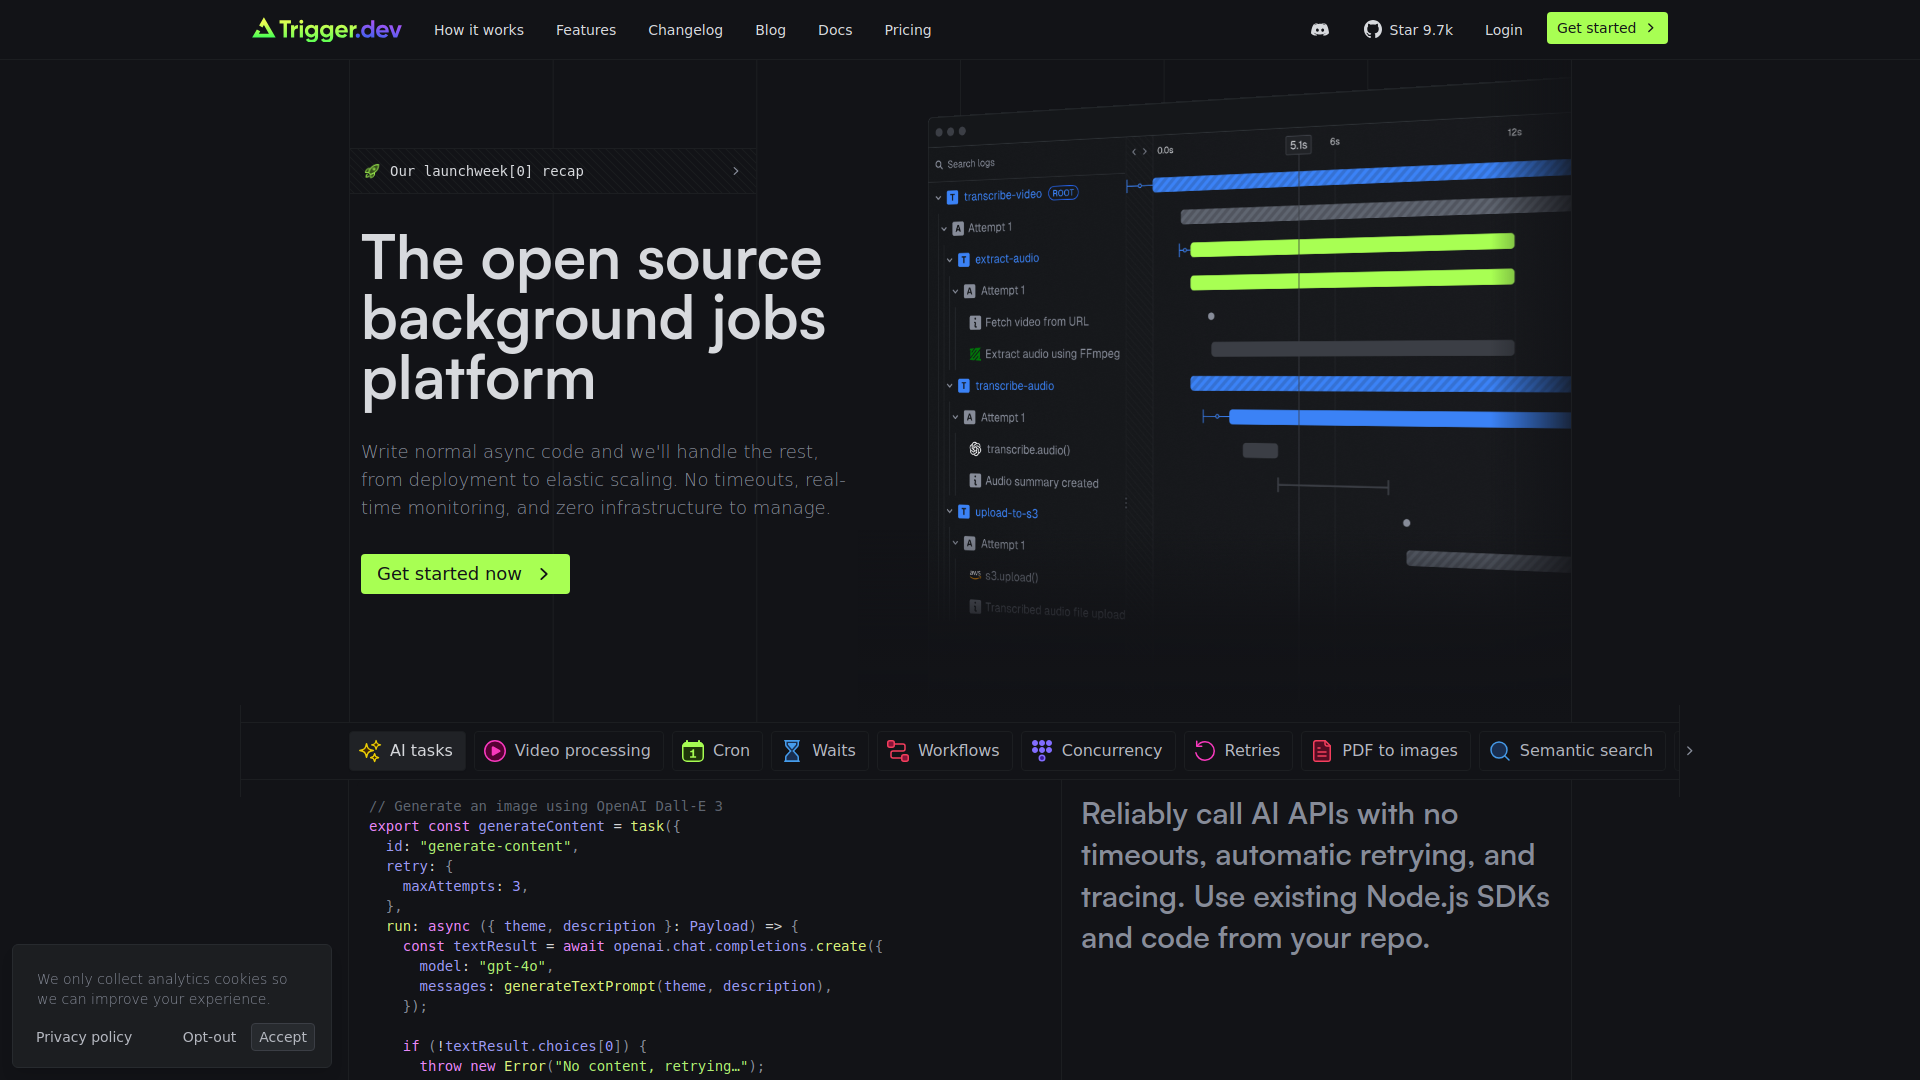 Trigger.dev
How it works
Features
Changelog
Blog
Docs
Pricing
Star 9.7k
Login
Get started
Our launchweek[0] recap
The open source
background jobs
platform
Write normal async code and we'll handle the rest,
from deployment to elastic scaling. No timeouts, real-
time monitoring, and zero infrastructure to manage.
Get started now
Search logs
0.0s
5.1s
6s
12s
T transcribe-video ROOT
A Attempt 1
T extract-audio
A Attempt 1
Fetch video from URL
Extract audio using FFmpeg
T transcribe-audio
A Attempt 1
transcribe.audio()
Audio summary created
T upload-to-s3
A Attempt 1
aws s3.upload()
Transcribed audio file upload
AI tasks
Video processing
1 Cron
Waits
Workflows
Concurrency
Retries
PDF to images
Semantic search
// Generate an image using OpenAI Dall-E 3
export const generateContent = task({
id: "generate-content",
retry: {
maxAttempts: 3,
},
run: async ({ theme, description }: Payload) => {
const textResult = await openai.chat.completions.create({
model: "gpt-4o",
messages: generateTextPrompt(theme, description),
});
if (!textResult.choices[0]) {
throw new Error("No content, retrying…");
Reliably call AI APIs with no
timeouts, automatic retrying, and
tracing. Use existing Node.js SDKs
and code from your repo.
We only collect analytics cookies so
we can improve your experience.
Privacy policy
Opt-out
Accept